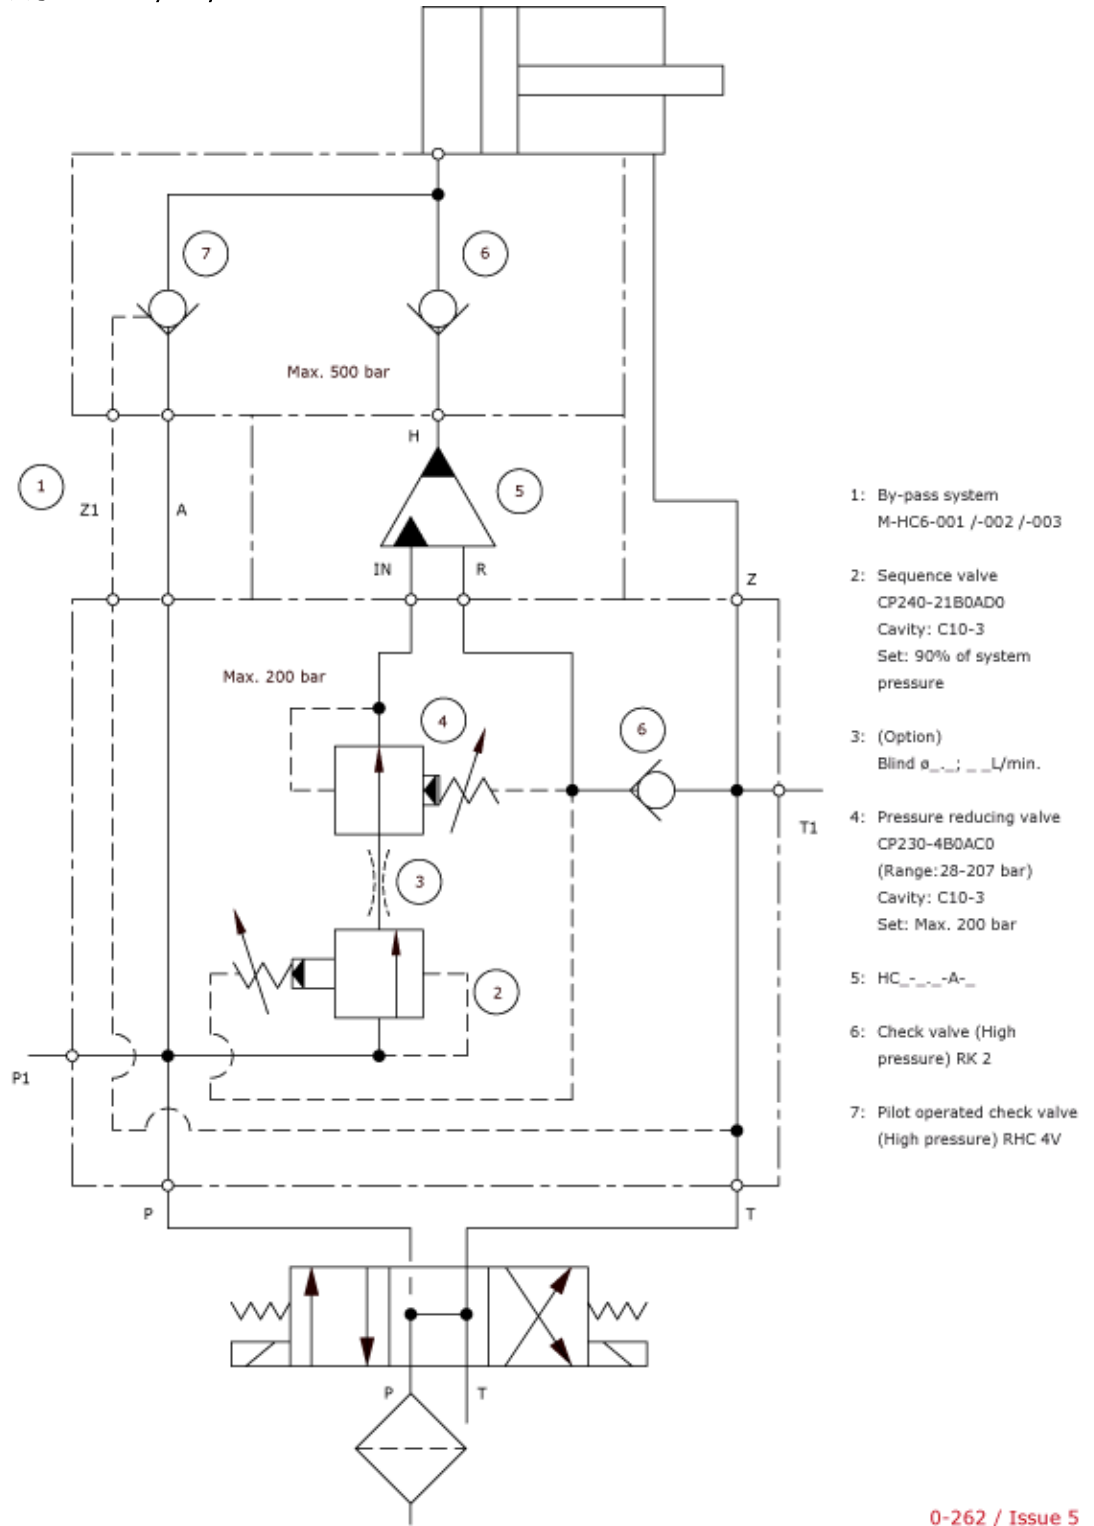 7
6
Max. 500 bar
H
1
5
Z1
A
IN
R
Z
Max. 200 bar
4
6
T1
3
2
P1
P
T
P
T
1: By-pass system
M-HC6-001 /-002 /-003
2: Sequence valve
CP240-21B0AD0
Cavity: C10-3
Set: 90% of system
pressure
3: (Option)
Blind ø_._; _ _L/min.
4: Pressure reducing valve
CP230-4B0AC0
(Range:28-207 bar)
Cavity: C10-3
Set: Max. 200 bar
5: HC_-_._-A-_
6: Check valve (High
pressure) RK 2
7: Pilot operated check valve
(High pressure) RHC 4V
0-262 / Issue 5